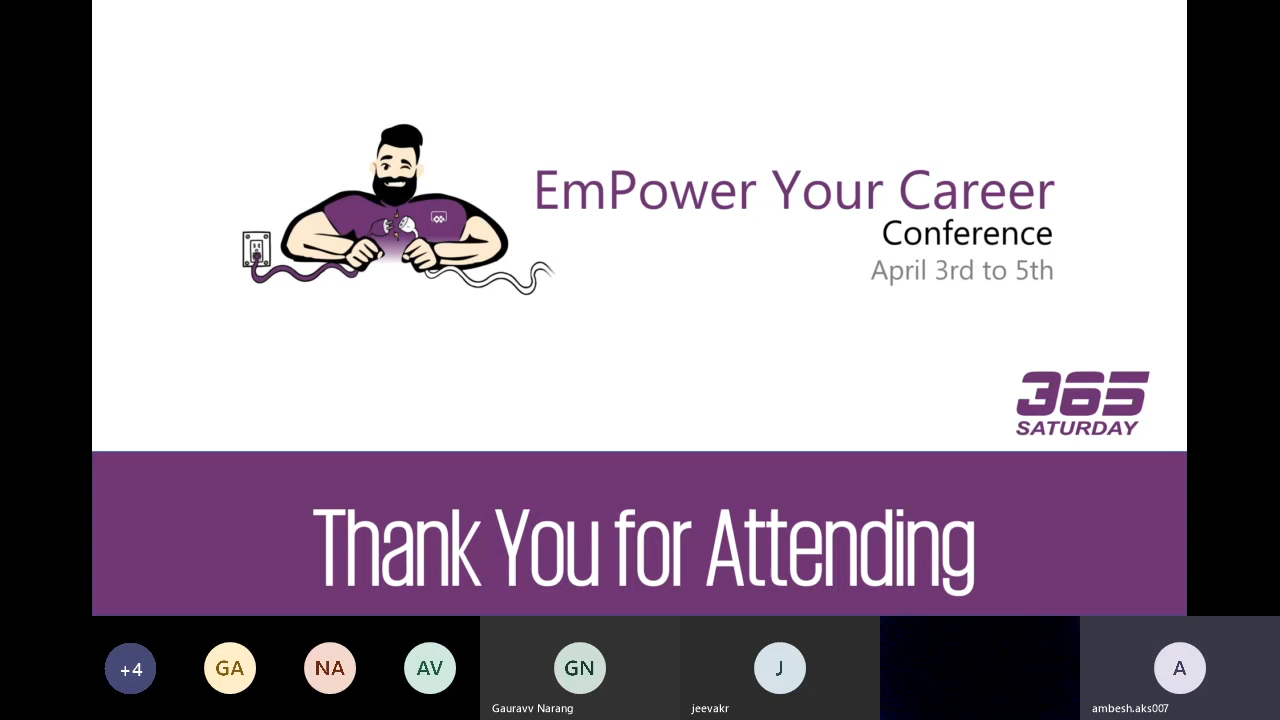 EmPower Your Career
Conference
April 3rd to 5th
365
SATURDAY
Thank You for Attending
+4
GA
NA
AV
GN
J
A
Gauravv Narang
jeevakr
ambesh.aks007